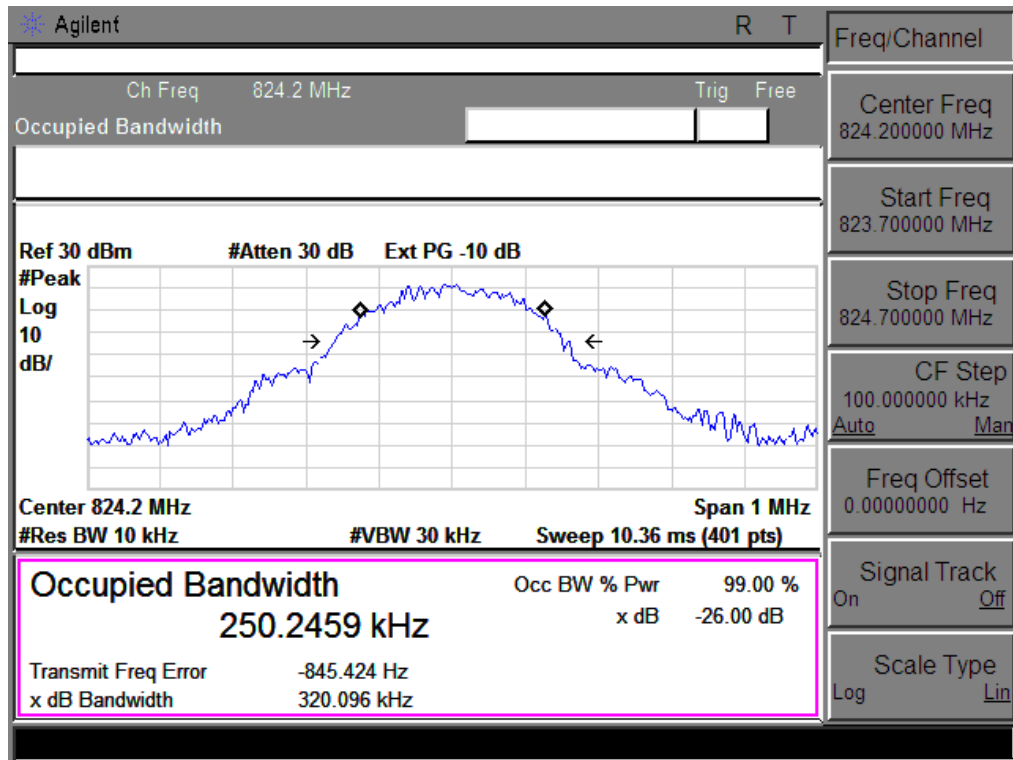 Agilent R T
Ch Freq 824.2 MHz Trig Free
Occupied Bandwidth
Ref 30 dBm #Atten 30 dB Ext PG -10 dB
#Peak
Log
10
dB/
Center 824.2 MHz Span 1 MHz
#Res BW 10 kHz #VBW 30 kHz Sweep 10.36 ms (401 pts)
Occupied Bandwidth Occ BW % Pwr 99.00 %
250.2459 kHz x dB -26.00 dB
Transmit Freq Error -845.424 Hz
x dB Bandwidth 320.096 kHz
Freq/Channel
Center Freq
824.200000 MHz
Start Freq
823.700000 MHz
Stop Freq
824.700000 MHz
CF Step
100.000000 kHz
Auto Man
Freq Offset
0.00000000 Hz
Signal Track
On Off
Scale Type
Log Lin